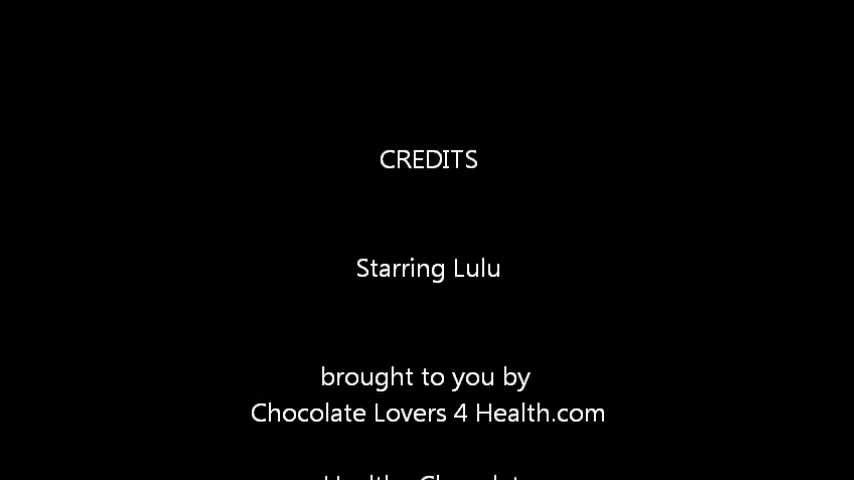 CREDITS
Starring Lulu
brought to you by
Chocolate Lovers 4 Health.com